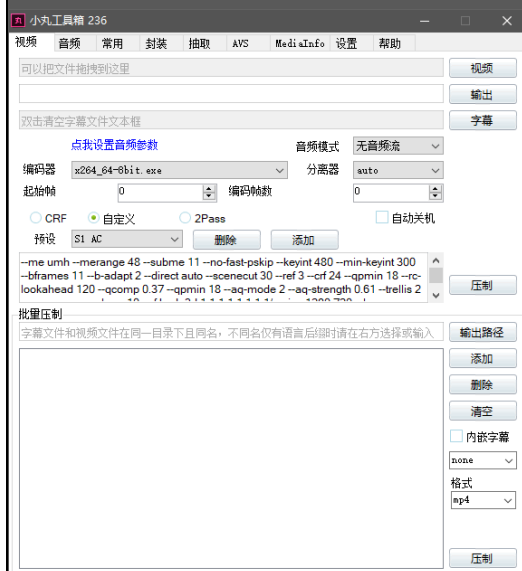 小丸工具箱 236
视频 音频 常用 封装 抽取 AVS MediaInfo 设置 帮助
可以把文件拖拽到这里 视频
输出
双击清空字幕文件文本框 字幕
点我设置音频参数 音频模式 无音频流
编码器 x264_64-8bit.exe 分离器 auto
起始帧 0 编码帧数 0
CRF 自定义 2Pass 自动关机
预设 S1 AC 删除 添加
--me umh --merange 48 --subme 11 --no-fast-pskip --keyint 480 --min-keyint 300
--bframes 11 --b-adapt 2 --direct auto --scenecut 30 --ref 3 --crf 24 --qpmin 18 --rc-
lookahead 120 --qcomp 0.37 --qpmin 18 --aq-mode 2 --aq-strength 0.61 --trellis 2
压制
批量压制
字幕文件和视频文件在同一目录下且同名，不同名仅有语言后缀时请在右方选择或输入 输出路径
添加
删除
清空
内嵌字幕
none
格式
mp4
压制